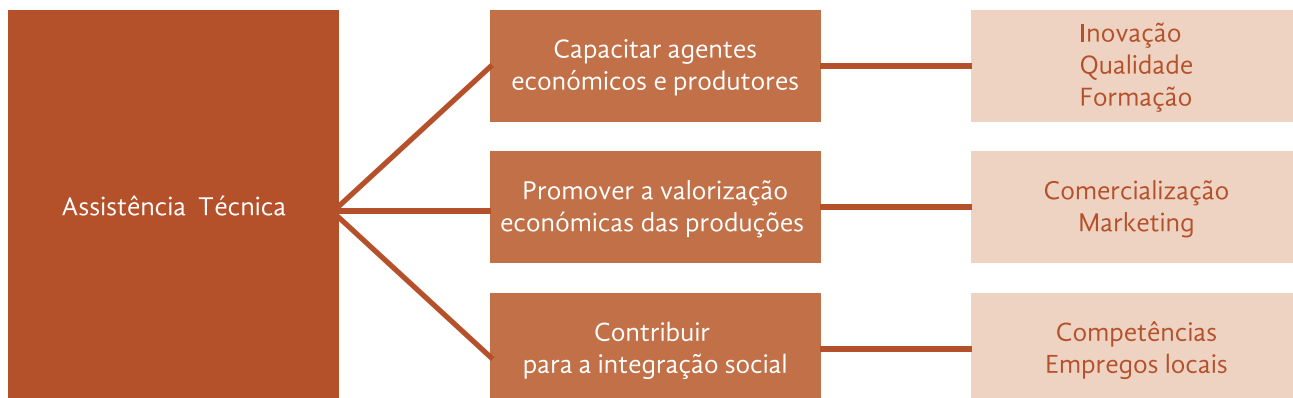 Assistência Técnica
Capacitar agentes
económicos e produtores
Inovação
Qualidade
Formação
Promover a valorização
económicas das produções
Comercialização
Marketing
Contribuir
para a integração social
Competências
Empregos locais